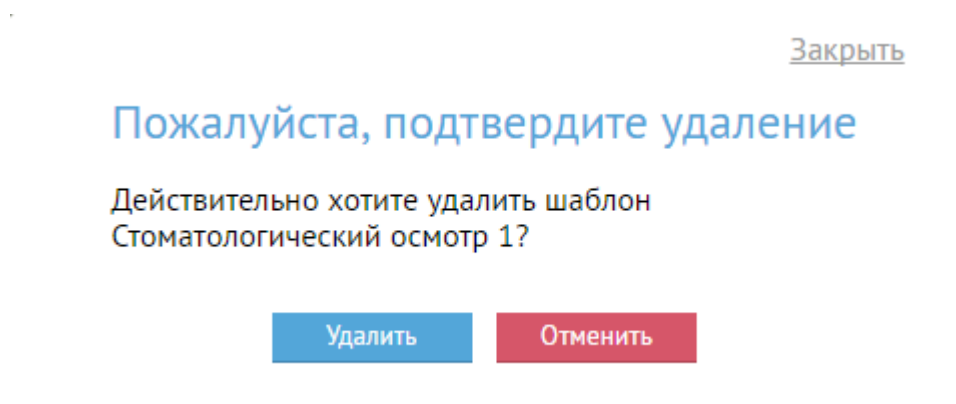 Закрыть
Пожалуйста, подтвердите удаление
Действительно хотите удалить шаблон
Стоматологический осмотр 1?
Удалить Отменить